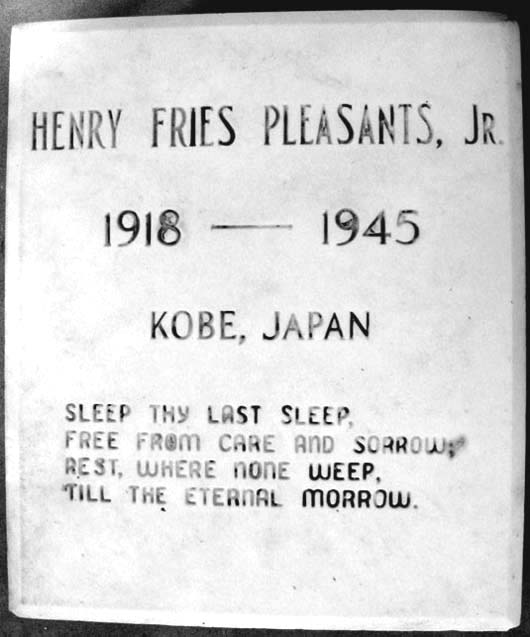 HENRY FRIES PLEASANTS, JR.
1918 — 1945
KOBE, JAPAN
SLEEP THY LAST SLEEP,
FREE FROM CARE AND SORROW;
REST, WHERE NONE WEEP,
'TILL THE ETERNAL MORROW.